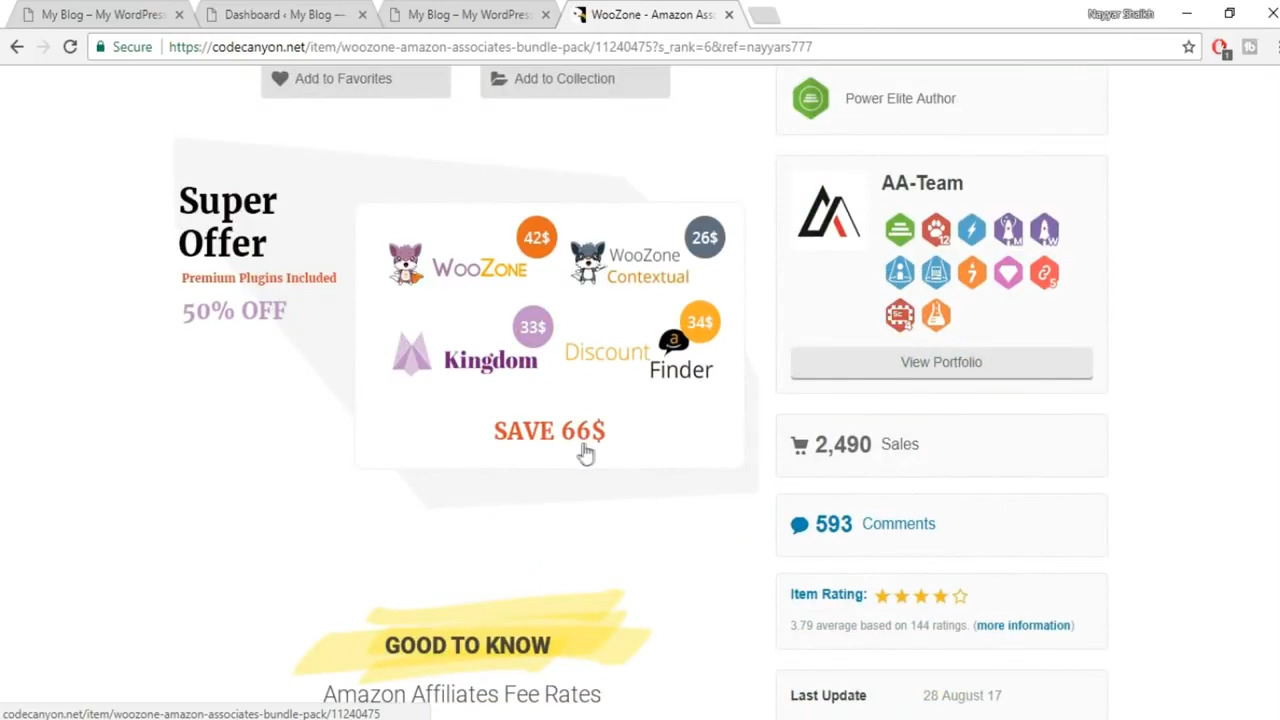 My Blog – My WordPress
Dashboard ‹ My Blog —
My Blog – My WordPress
WooZone - Amazon Ass
Nayyar Shaikh
Secure
https://codecanyon.net/item/woozone-amazon-associates-bundle-pack/11240475?s_rank=6&ref=nayyars777
1
Add to Favorites
Add to Collection
Power Elite Author
Super
Offer
Premium Plugins Included
50% OFF
42$
WOOZONE
26$
WooZone
Contextual
33$
Kingdom
34$
a
Discount
Finder
SAVE 66$
AA-Team
View Portfolio
2,490 Sales
593 Comments
Item Rating:
3.79 average based on 144 ratings. (more information)
Last Update 28 August 17
GOOD TO KNOW
Amazon Affiliates Fee Rates
codecanyon.net/item/woozone-amazon-associates-bundle-pack/11240475